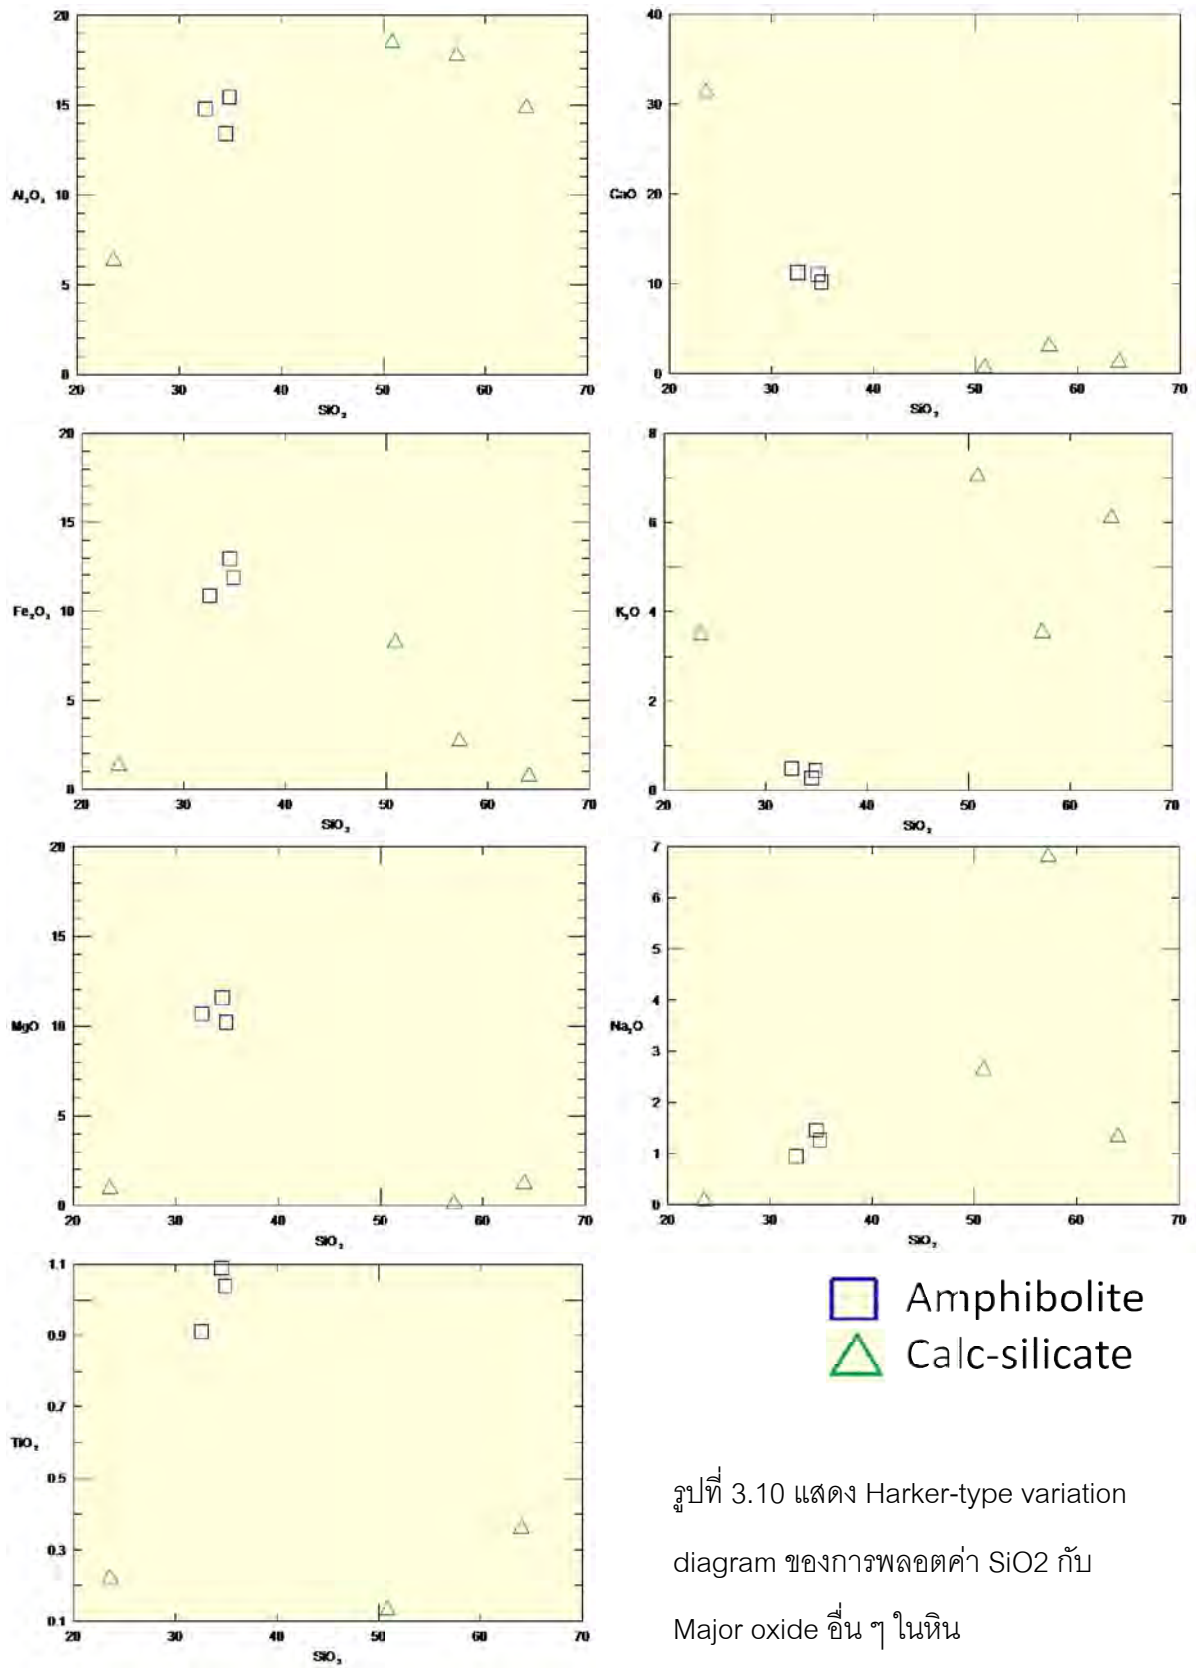 20
15
Al₂O₃ 10
5
0
20 30 40 50 60 70
SiO₂
40
30
CaO 20
10
0
20 30 40 50 60 70
SiO₂
20
15
Fe₂O₃ 10
5
0
20 30 40 50 60 70
SiO₂
8
6
K₂O 4
2
0
20 30 40 50 60 70
SiO₂
20
15
MgO 10
5
0
20 30 40 50 60 70
SiO₂
7
6
5
4
Na₂O 3
2
1
0
20 30 40 50 60 70
SiO₂
1.1
0.9
0.7
TiO₂
0.5
0.3
0.1
20 30 40 50 60 70
SiO₂
Amphibolite
Calc-silicate
รูปที่ 3.10 แสดง Harker-type variation
diagram ของการพลอตค่า SiO2 กับ
Major oxide อื่น ๆ ในหิน